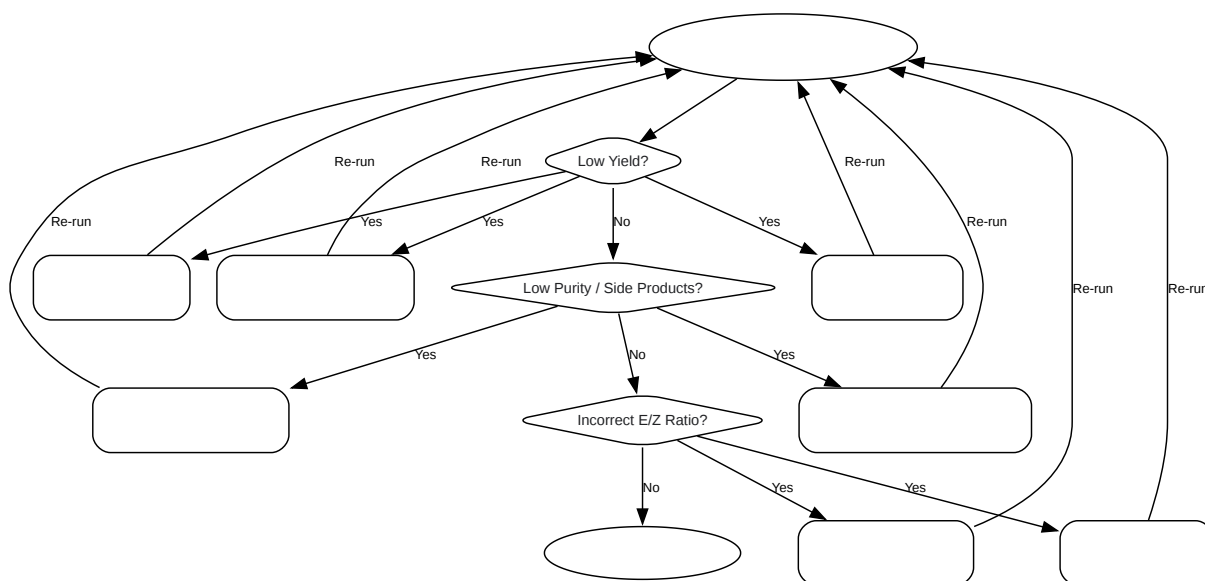 Low Yield?
Re-run
Re-run
Re-run
Re-run
Yes
Yes
No
Yes
Re-run
Low Purity / Side Products?
Re-run
Re-run
Yes
No
Yes
Incorrect E/Z Ratio?
No
Yes
Yes